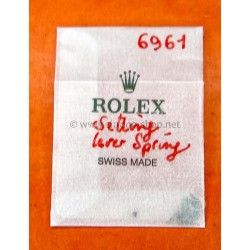 6961
ROLEX
Setting
lever Spring
SWISS MADE